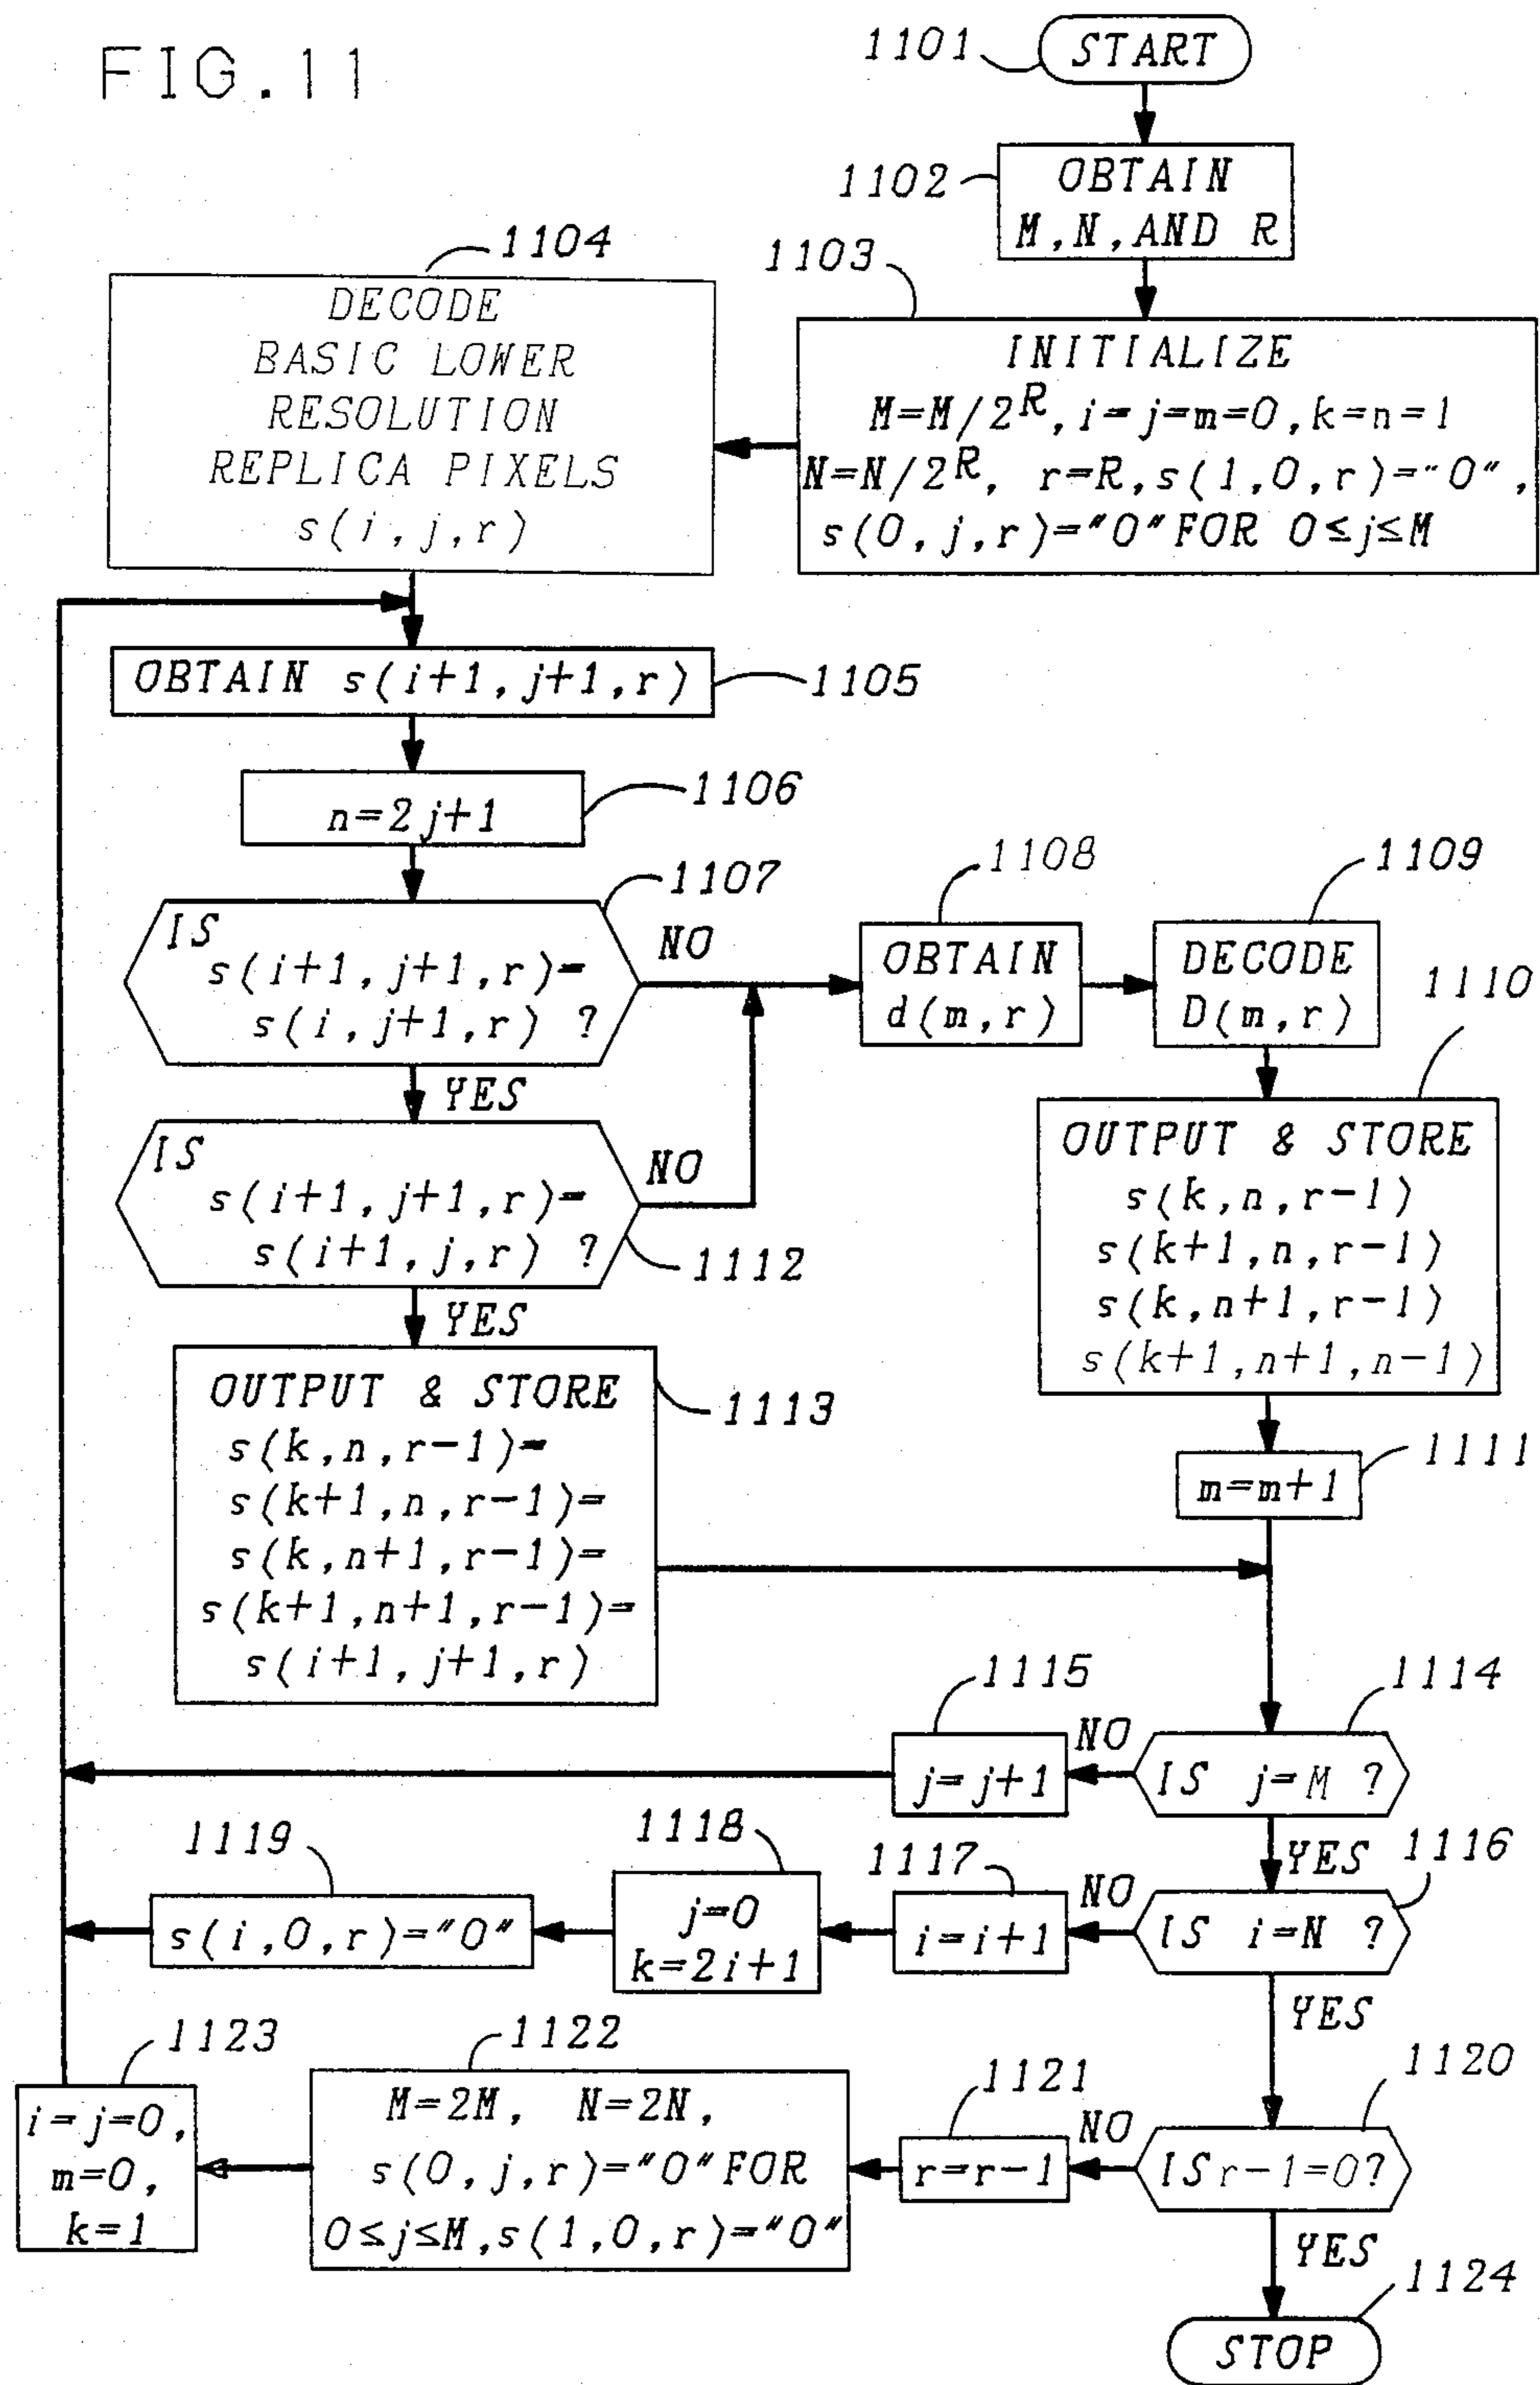 FIG.11
1101
START
1102
OBTAIN
M,N,AND R
1103
INITIALIZE
M=M/2^R, i=j=m=0, k=n=1
N=N/2^R, r=R, s(1,0,r)="0",
s(0,j,r)="0" FOR 0≤j≤M
1104
DECODE
BASIC LOWER
RESOLUTION
REPLICA PIXELS
s(i,j,r)
OBTAIN s(i+1,j+1,r)
1105
n=2j+1
1106
1107
IS
s(i+1,j+1,r)=
s(i,j+1,r) ?
NO
YES
1108
OBTAIN
d(m,r)
1109
DECODE
D(m,r)
1110
OUTPUT & STORE
s(k,n,r-1)
s(k+1,n,r-1)
s(k,n+1,r-1)
s(k+1,n+1,n-1)
1111
m=m+1
IS
s(i+1,j+1,r)=
s(i+1,j,r) ?
NO
1112
YES
OUTPUT & STORE
s(k,n,r-1)=
s(k+1,n,r-1)=
s(k,n+1,r-1)=
s(k+1,n+1,r-1)=
s(i+1,j+1,r)
1113
1114
IS j=M ?
NO
YES
1115
j=j+1
1116
IS i=N ?
NO
YES
1117
i=i+1
1118
j=0
k=2i+1
1119
s(i,0,r)="0"
1120
IS r-1=0?
NO
YES
1121
r=r-1
1122
M=2M, N=2N,
s(0,j,r)="0" FOR
0≤j≤M, s(1,0,r)="0"
1123
i=j=0,
m=0,
k=1
1124
STOP